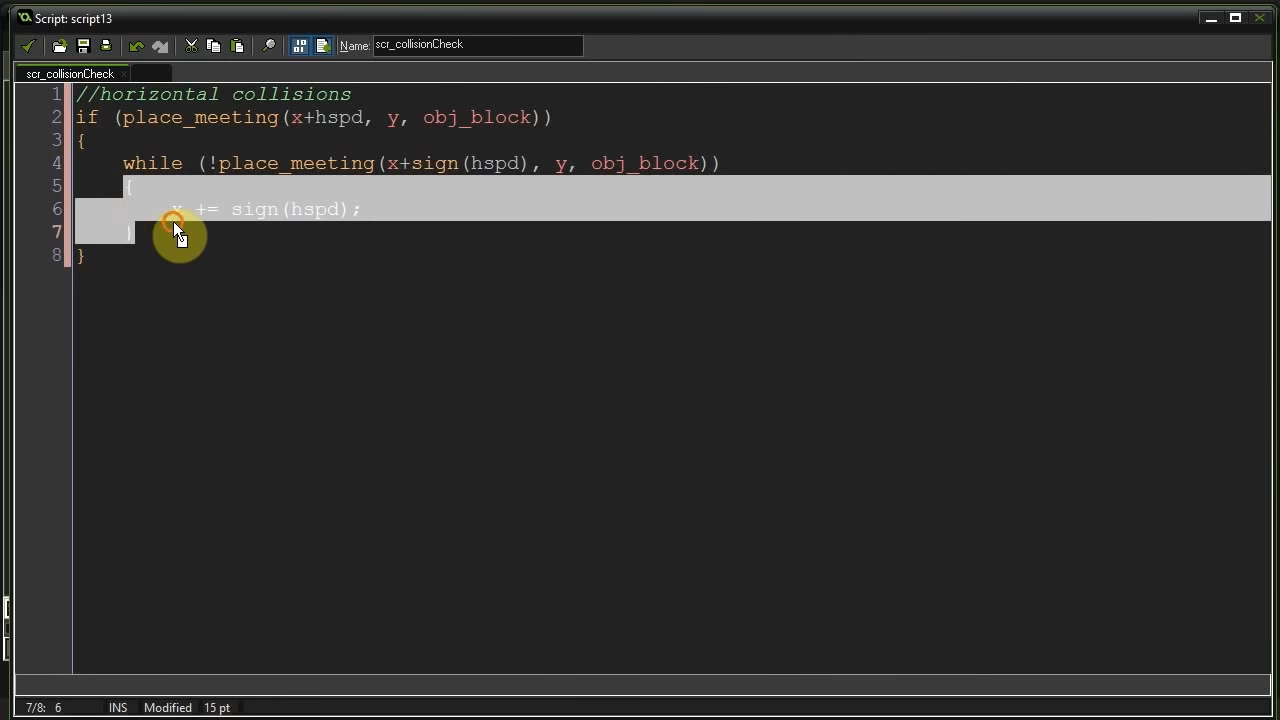 Script: script13
Name: scr_collisionCheck
scr_collisionCheck
1 //horizontal collisions
2 if (place_meeting(x+hspd, y, obj_block))
3 {
4 while (!place_meeting(x+sign(hspd), y, obj_block))
5 {
6 x += sign(hspd);
7 }
8 }
7/8: 6 INS Modified 15 pt